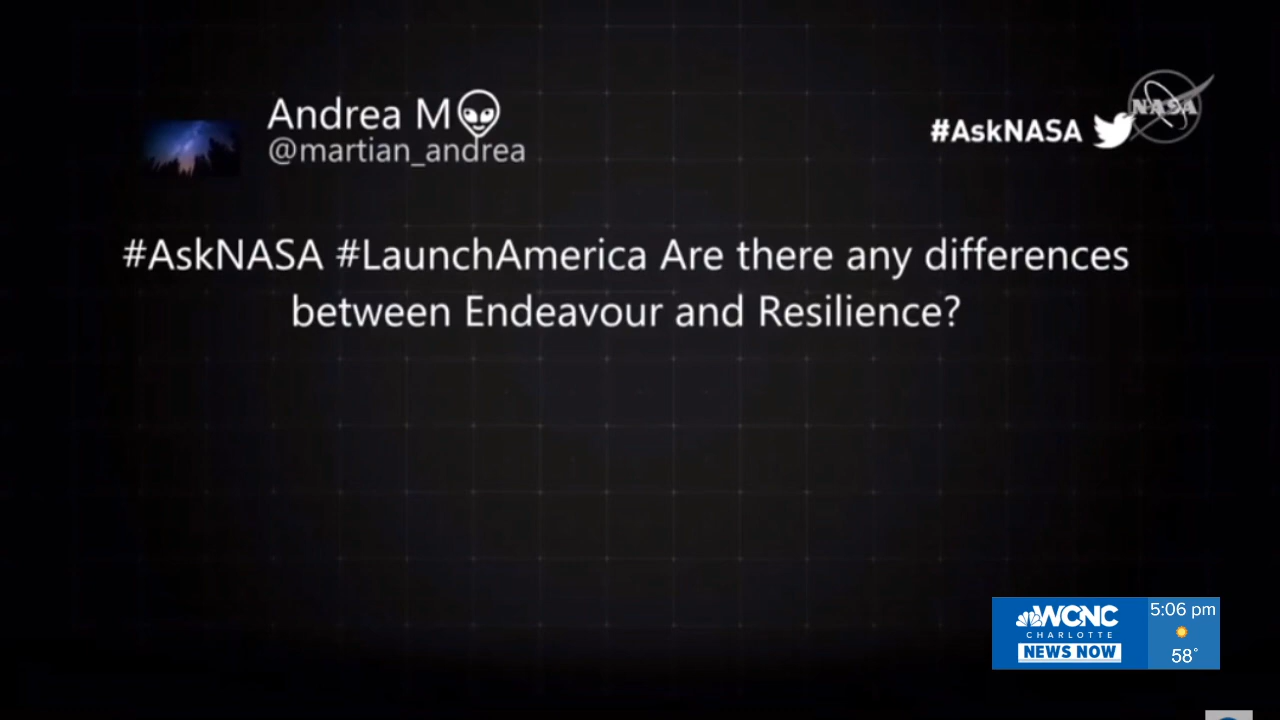 Andrea M👽
@martian_andrea
#AskNASA
NASA
#AskNASA #LaunchAmerica Are there any differences
between Endeavour and Resilience?
WCNC
CHARLOTTE
NEWS NOW
5:06 pm
58°